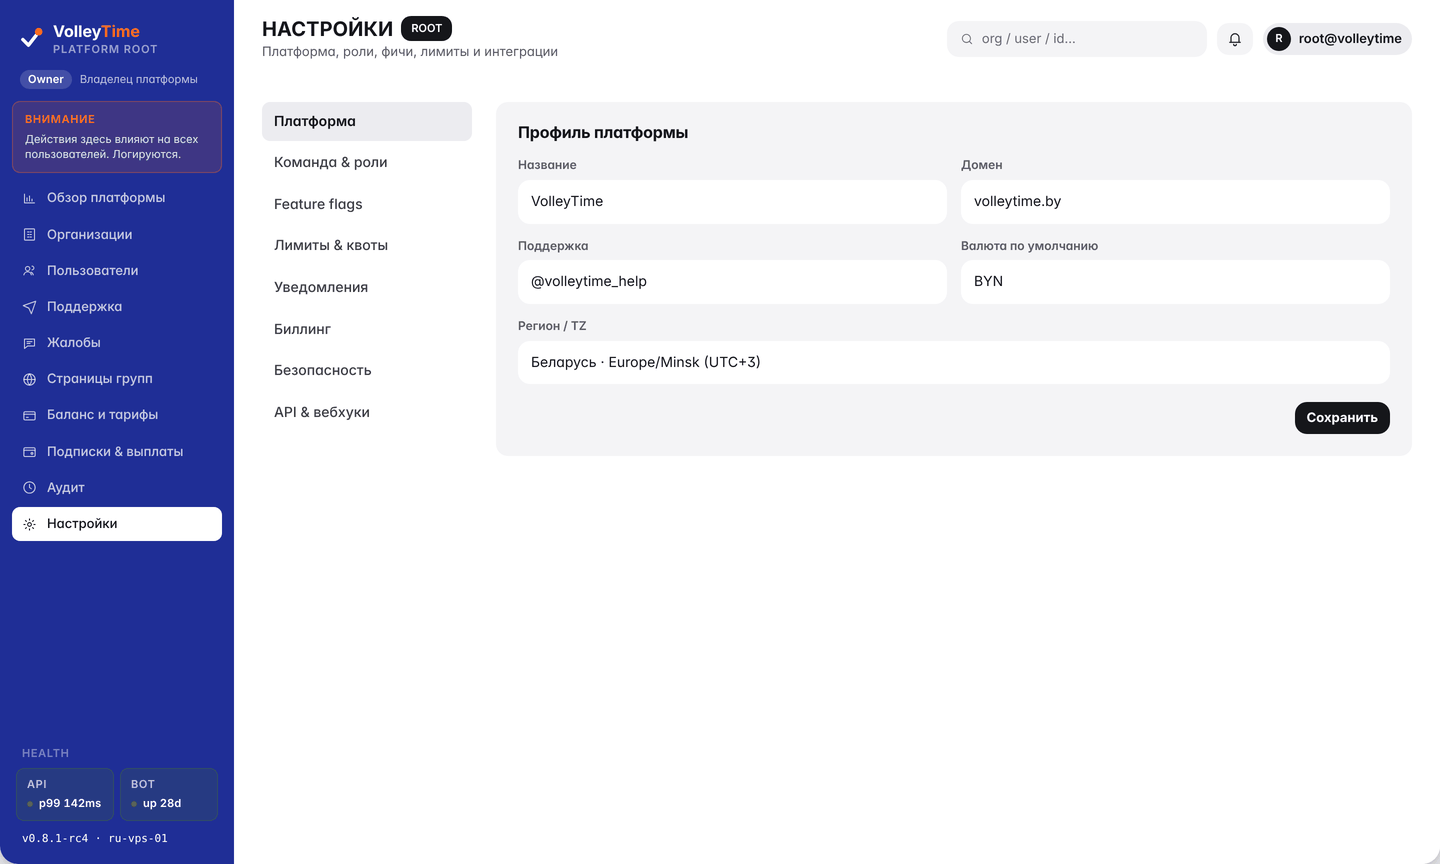 VolleyTime
PLATFORM ROOT
Owner Владелец платформы
ВНИМАНИЕ
Действия здесь влияют на всех
пользователей. Логируются.
Обзор платформы
Организации
Пользователи
Поддержка
Жалобы
Страницы групп
Баланс и тарифы
Подписки & выплаты
Аудит
Настройки
HEALTH
API
p99 142ms
BOT
up 28d
v0.8.1-rc4 · ru-vps-01
НАСТРОЙКИ ROOT
Платформа, роли, фичи, лимиты и интеграции
org / user / id...
R root@volleytime
Платформа
Команда & роли
Feature flags
Лимиты & квоты
Уведомления
Биллинг
Безопасность
API & вебхуки
Профиль платформы
Название
VolleyTime
Домен
volleytime.by
Поддержка
@volleytime_help
Валюта по умолчанию
BYN
Регион / TZ
Беларусь · Europe/Minsk (UTC+3)
Сохранить